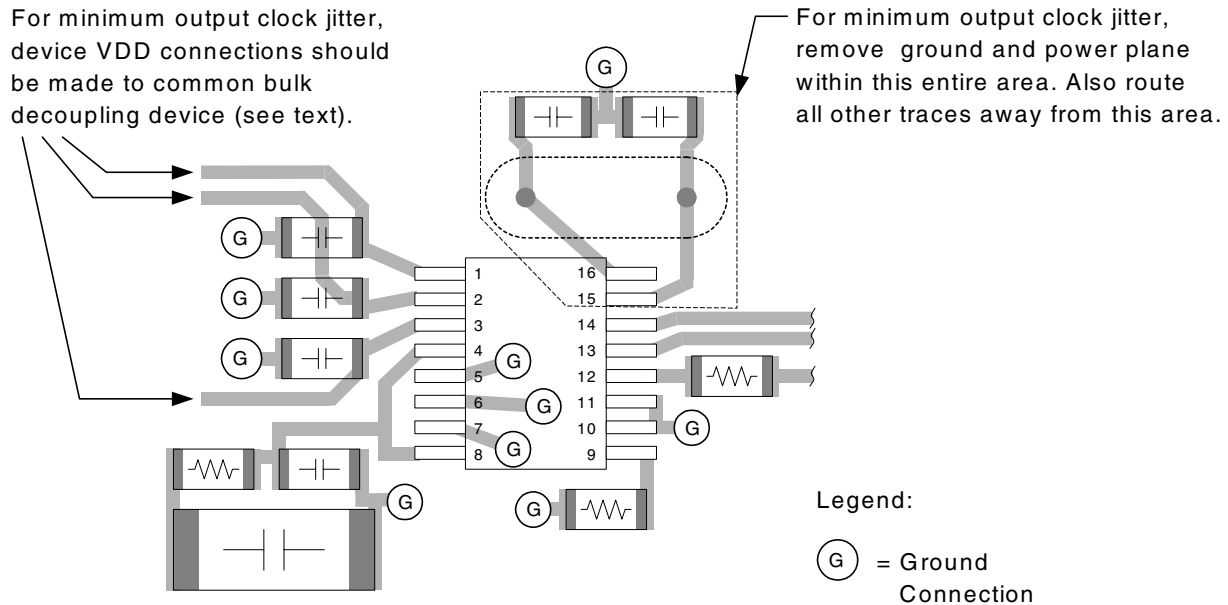 For minimum output clock jitter,
device VDD connections should
be made to common bulk
decoupling device (see text).
For minimum output clock jitter,
remove ground and power plane
within this entire area. Also route
all other traces away from this area.
G
G
G
G
1
2
3
4
5
6
7
8
16
15
14
13
12
11
10
9
G
G
G
G
G
G
Legend:
G = Ground
Connection